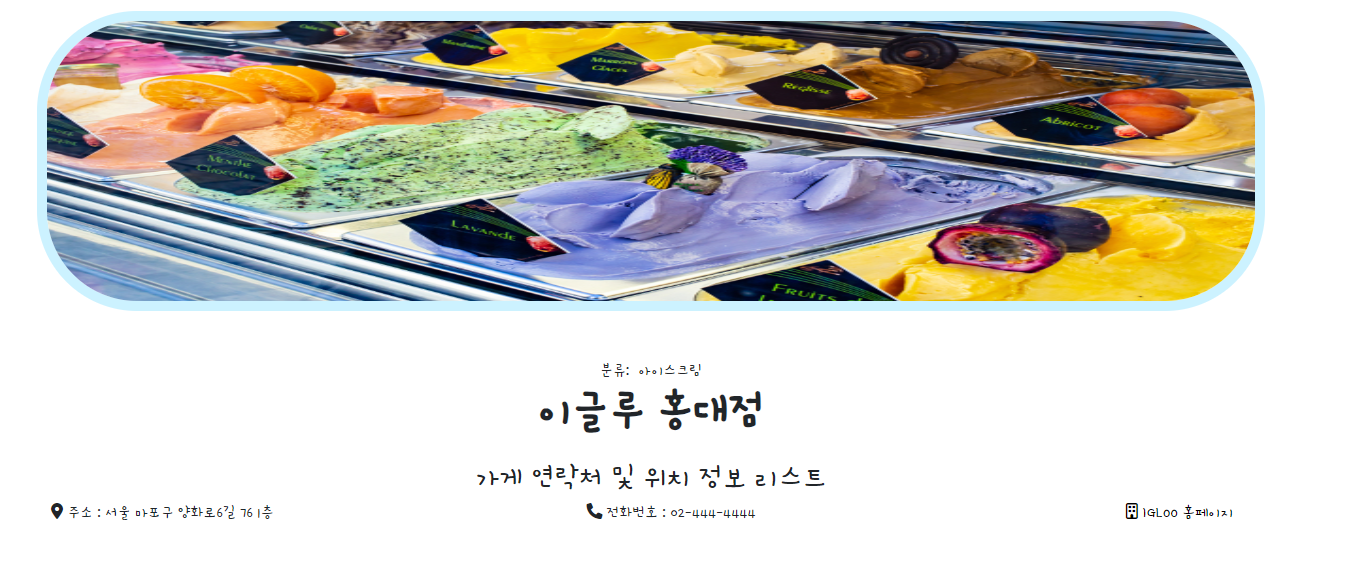 Mandarine
Marrons
Glacés
Réglisse
Abricot
Menthe
Chocolat
Lavande
Fruits
분류: 아이스크림
이글루 홍대점
가게 연락처 및 위치 정보 리스트
주소 : 서울 마포구 양화로6길 76 1층
전화번호 : 02-444-4444
IGLOO 홈페이지